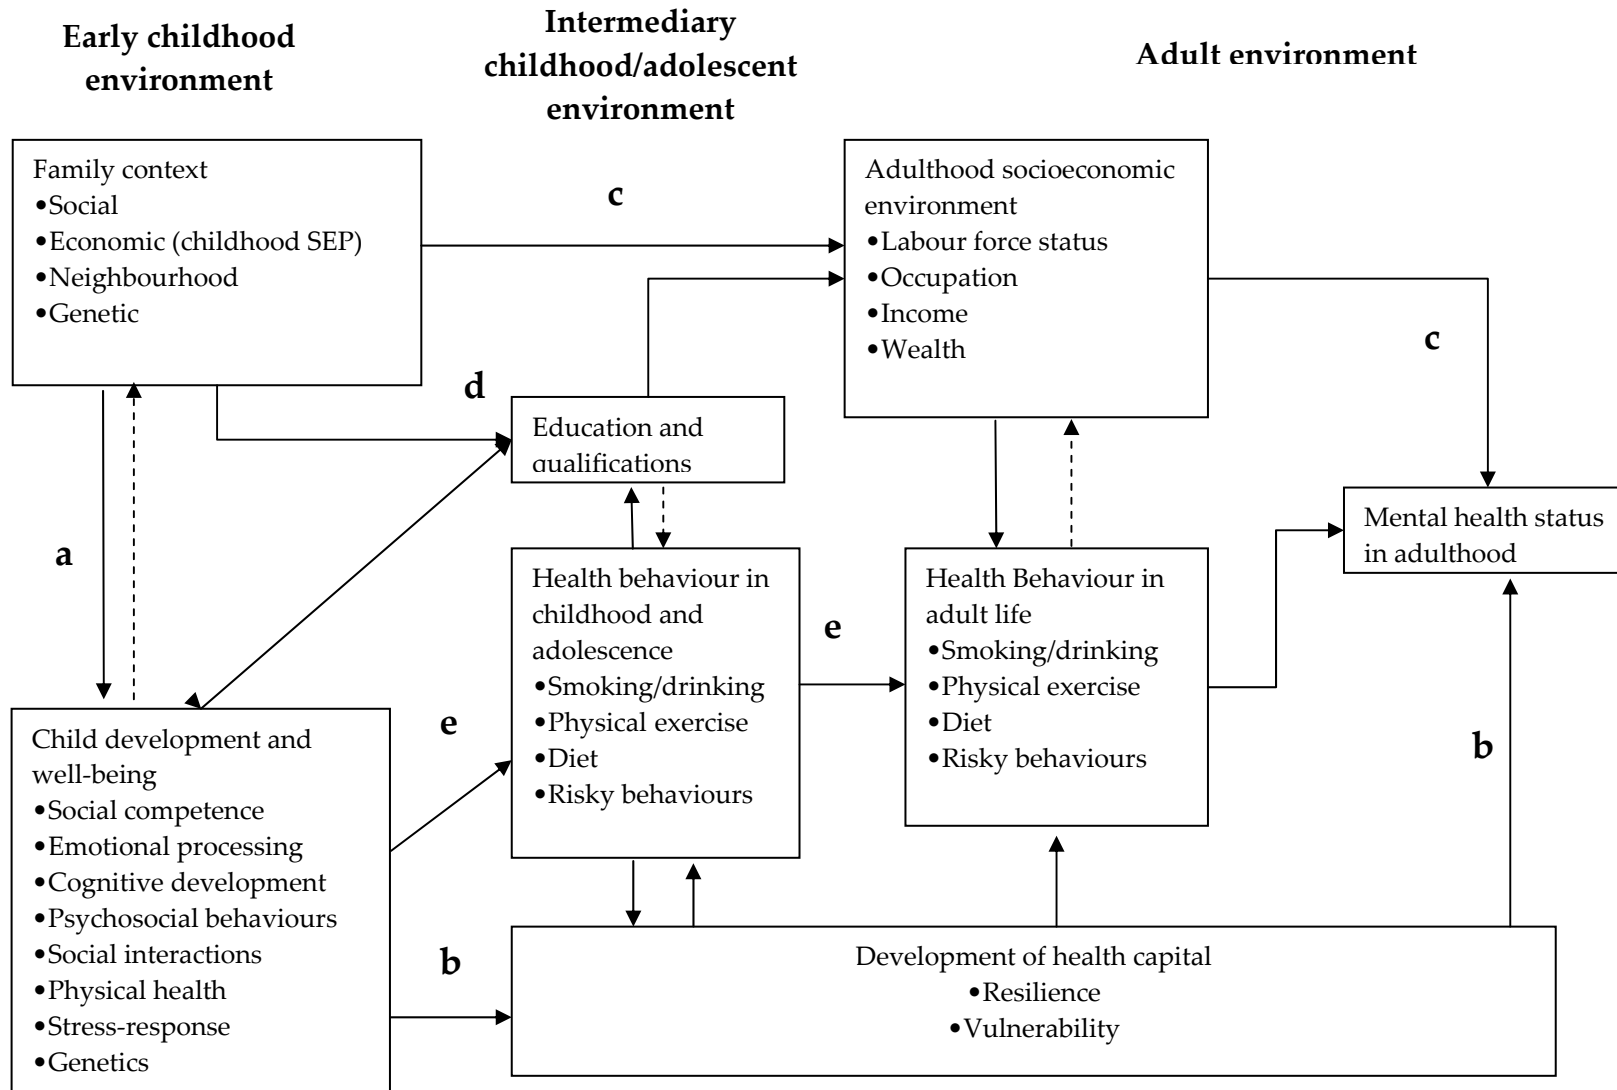 Early childhood
environment
Intermediary
childhood/adolescent
environment
Adult environment
Family context
•Social
•Economic (childhood SEP)
•Neighbourhood
•Genetic
c
Adulthood socioeconomic
environment
•Labour force status
•Occupation
•Income
•Wealth
c
d
Education and
qualifications
a
Mental health status
in adulthood
Health behaviour in
childhood and
adolescence
•Smoking/drinking
•Physical exercise
•Diet
•Risky behaviours
e
Health Behaviour in
adult life
•Smoking/drinking
•Physical exercise
•Diet
•Risky behaviours
e
b
Child development and
well-being
•Social competence
•Emotional processing
•Cognitive development
•Psychosocial behaviours
•Social interactions
•Physical health
•Stress-response
•Genetics
b
Development of health capital
•Resilience
•Vulnerability